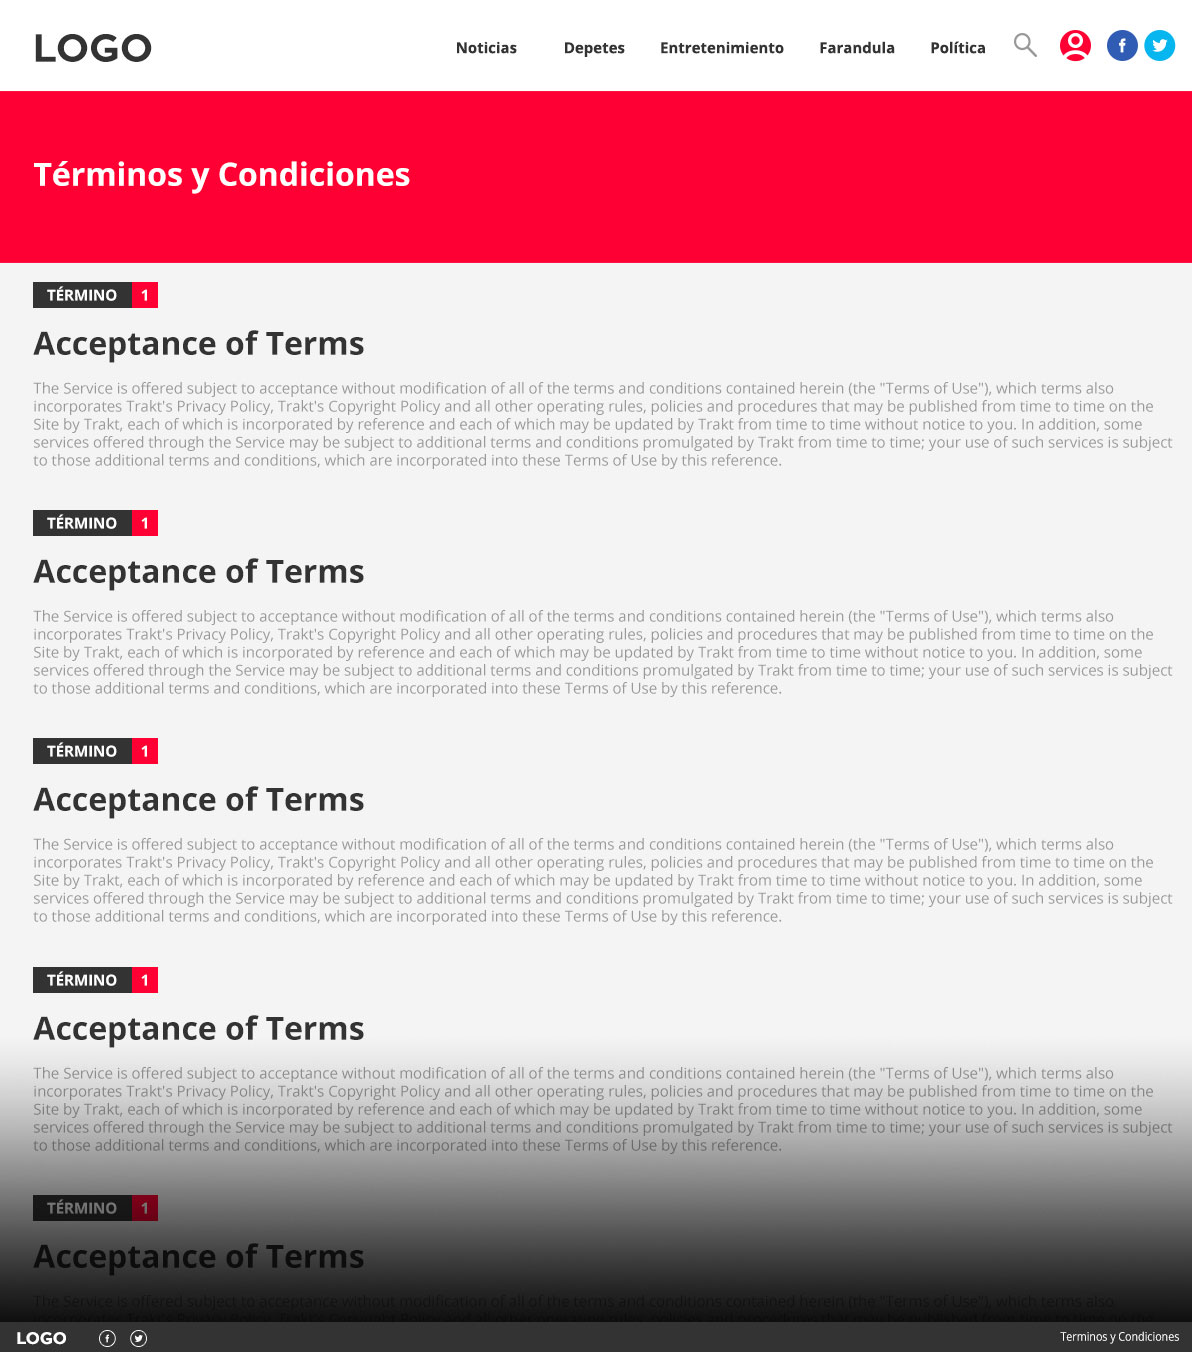 LOGO
Noticias Depetes Entretenimiento Farandula Política
Términos y Condiciones
TÉRMINO 1
Acceptance of Terms
The Service is offered subject to acceptance without modification of all of the terms and conditions contained herein (the "Terms of Use"), which terms also
incorporates Trakt's Privacy Policy, Trakt's Copyright Policy and all other operating rules, policies and procedures that may be published from time to time on the
Site by Trakt, each of which is incorporated by reference and each of which may be updated by Trakt from time to time without notice to you. In addition, some
services offered through the Service may be subject to additional terms and conditions promulgated by Trakt from time to time; your use of such services is subject
to those additional terms and conditions, which are incorporated into these Terms of Use by this reference.
TÉRMINO 1
Acceptance of Terms
The Service is offered subject to acceptance without modification of all of the terms and conditions contained herein (the "Terms of Use"), which terms also
incorporates Trakt's Privacy Policy, Trakt's Copyright Policy and all other operating rules, policies and procedures that may be published from time to time on the
Site by Trakt, each of which is incorporated by reference and each of which may be updated by Trakt from time to time without notice to you. In addition, some
services offered through the Service may be subject to additional terms and conditions promulgated by Trakt from time to time; your use of such services is subject
to those additional terms and conditions, which are incorporated into these Terms of Use by this reference.
TÉRMINO 1
Acceptance of Terms
The Service is offered subject to acceptance without modification of all of the terms and conditions contained herein (the "Terms of Use"), which terms also
incorporates Trakt's Privacy Policy, Trakt's Copyright Policy and all other operating rules, policies and procedures that may be published from time to time on the
Site by Trakt, each of which is incorporated by reference and each of which may be updated by Trakt from time to time without notice to you. In addition, some
services offered through the Service may be subject to additional terms and conditions promulgated by Trakt from time to time; your use of such services is subject
to those additional terms and conditions, which are incorporated into these Terms of Use by this reference.
TÉRMINO 1
Acceptance of Terms
The Service is offered subject to acceptance without modification of all of the terms and conditions contained herein (the "Terms of Use"), which terms also
incorporates Trakt's Privacy Policy, Trakt's Copyright Policy and all other operating rules, policies and procedures that may be published from time to time on the
Site by Trakt, each of which is incorporated by reference and each of which may be updated by Trakt from time to time without notice to you. In addition, some
services offered through the Service may be subject to additional terms and conditions promulgated by Trakt from time to time; your use of such services is subject
to those additional terms and conditions, which are incorporated into these Terms of Use by this reference.
TÉRMINO 1
Acceptance of Terms
The Service is offered subject to acceptance without modification of all of the terms and conditions contained herein (the "Terms of Use"), which terms also
LOGO Terminos y Condiciones